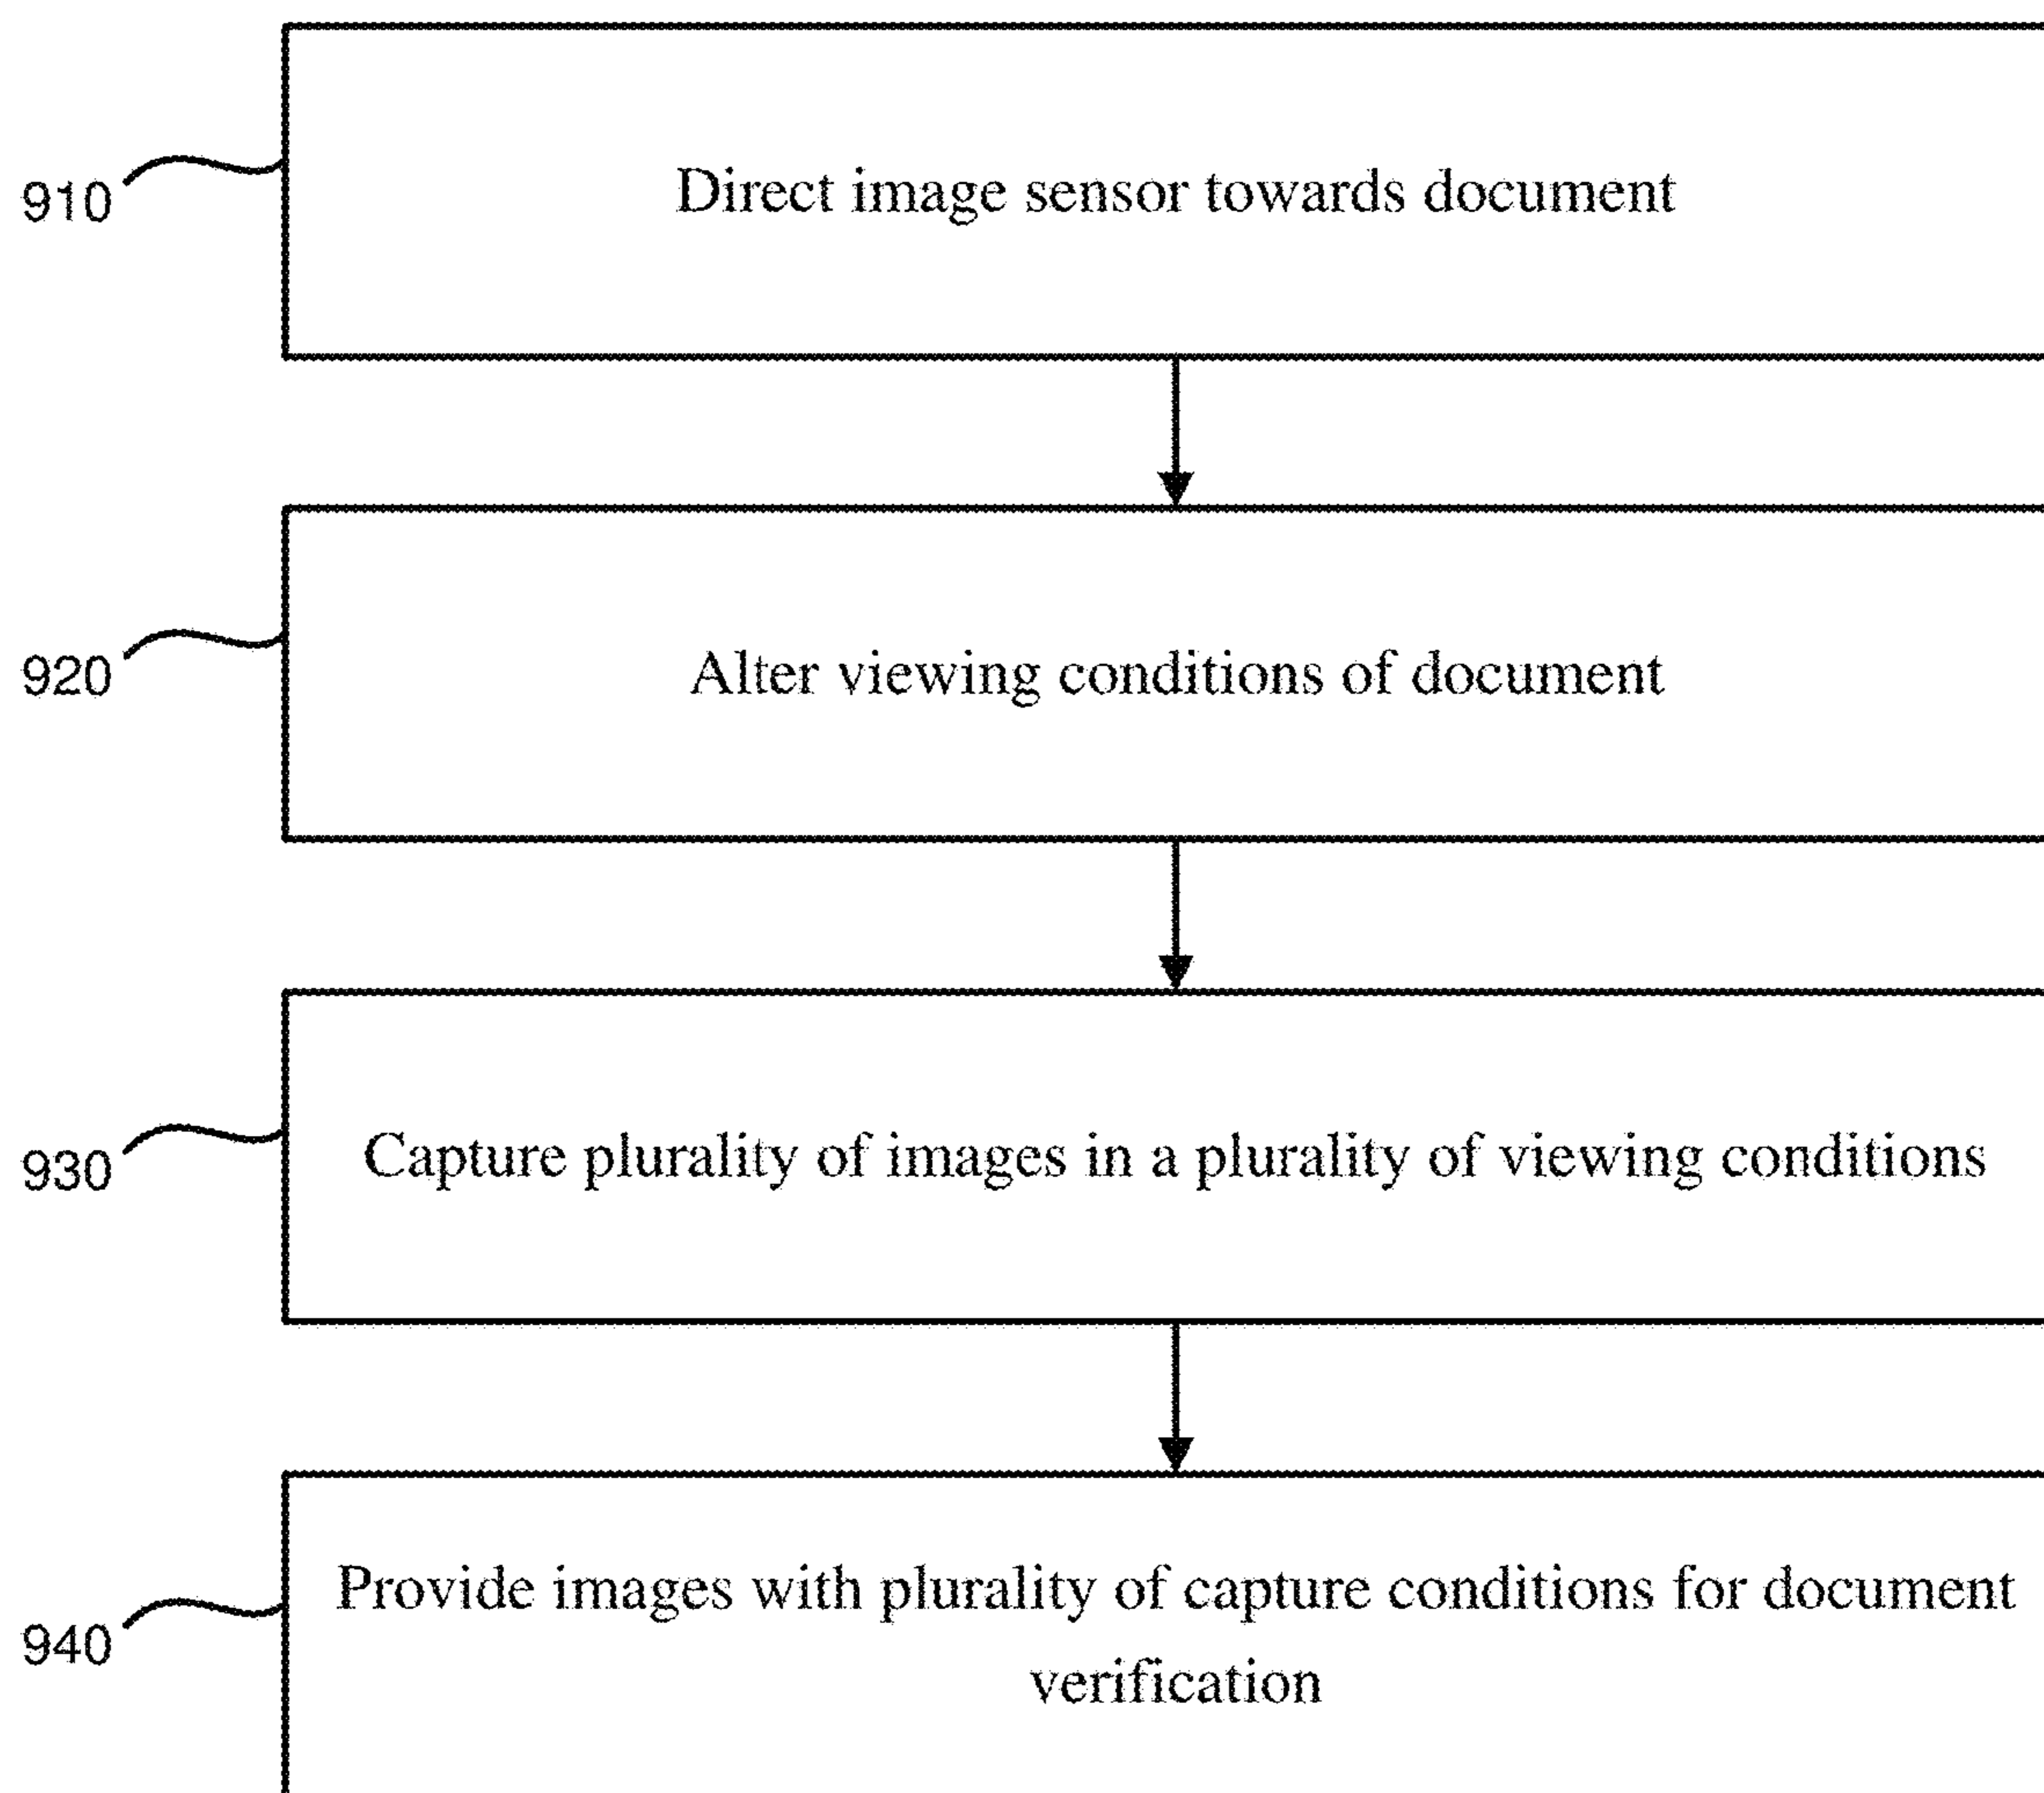 910
Direct image sensor towards document
920
Alter viewing conditions of document
930
Capture plurality of images in a plurality of viewing conditions
940
Provide images with plurality of capture conditions for document
verification